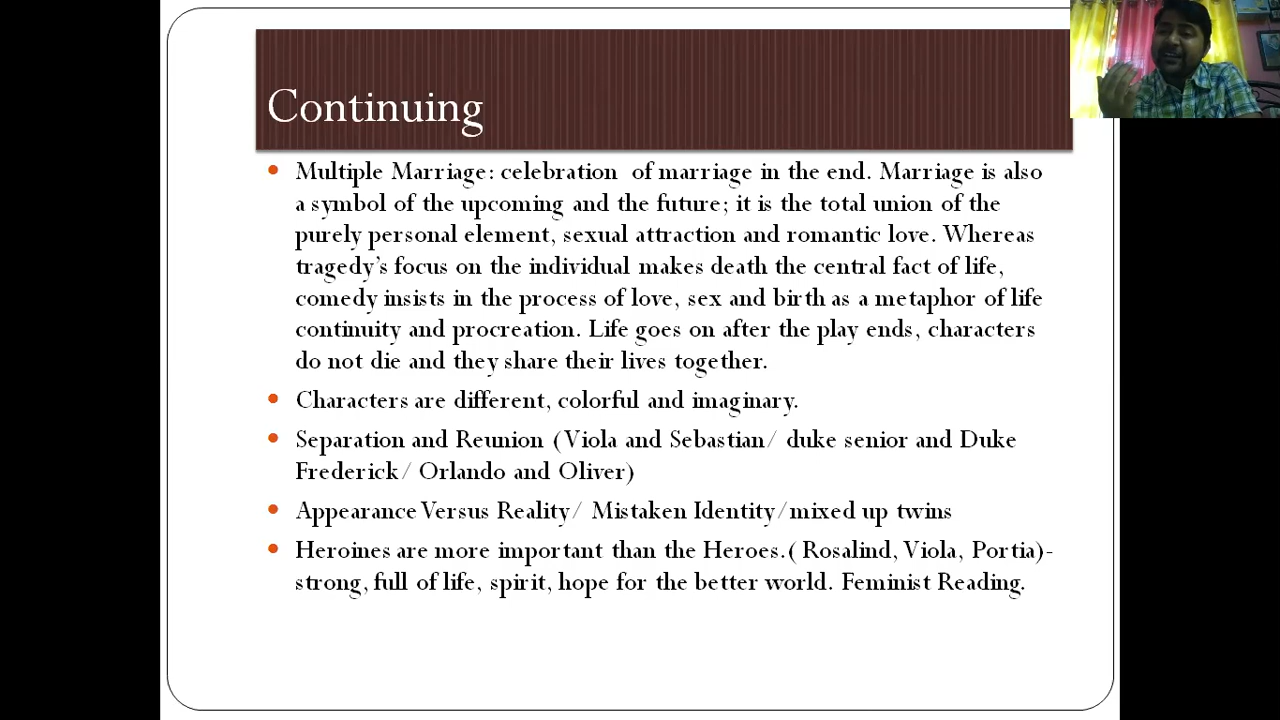 Continuing
• Multiple Marriage: celebration of marriage in the end. Marriage is also
a symbol of the upcoming and the future; it is the total union of the
purely personal element, sexual attraction and romantic love. Whereas
tragedy's focus on the individual makes death the central fact of life,
comedy insists in the process of love, sex and birth as a metaphor of life
continuity and procreation. Life goes on after the play ends, characters
do not die and they share their lives together.
• Characters are different, colorful and imaginary.
• Separation and Reunion (Viola and Sebastian/ duke senior and Duke
Frederick/ Orlando and Oliver)
• Appearance Versus Reality/ Mistaken Identity/mixed up twins
• Heroines are more important than the Heroes.( Rosalind, Viola, Portia)-
strong, full of life, spirit, hope for the better world. Feminist Reading.